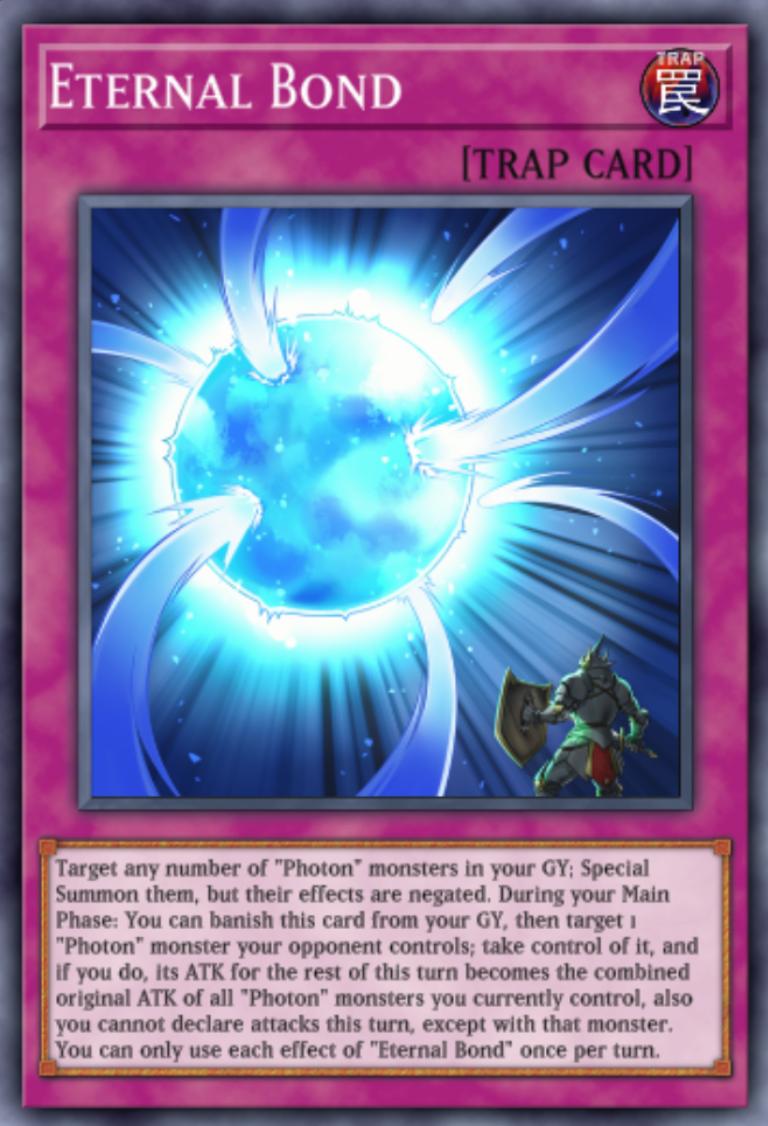 ETERNAL BOND
TRAP
罠
[TRAP CARD]
Target any number of "Photon" monsters in your GY; Special
Summon them, but their effects are negated. During your Main
Phase: You can banish this card from your GY, then target 1
"Photon" monster your opponent controls; take control of it, and
if you do, its ATK for the rest of this turn becomes the combined
original ATK of all "Photon" monsters you currently control, also
you cannot declare attacks this turn, except with that monster.
You can only use each effect of "Eternal Bond" once per turn.